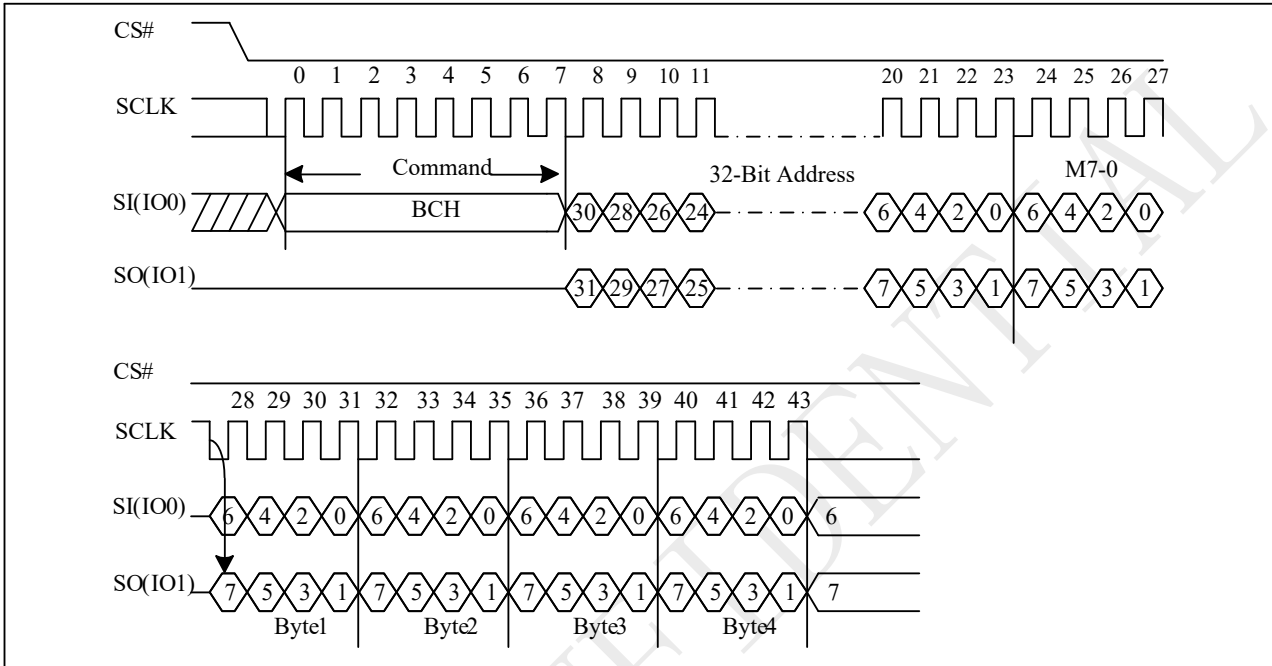 CS#
0 1 2 3 4 5 6 7 8 9 10 11 20 21 22 23 24 25 26 27
SCLK
Command 32-Bit Address M7-0
SI(IO0) BCH 30 28 26 24 6 4 2 0 6 4 2 0
SO(IO1) 31 29 27 25 7 5 3 1 7 5 3 1
CS#
28 29 30 31 32 33 34 35 36 37 38 39 40 41 42 43
SCLK
SI(IO0) 6 4 2 0 6 4 2 0 6 4 2 0 6 4 2 0 6
SO(IO1) 7 5 3 1 7 5 3 1 7 5 3 1 7 5 3 1 7
Byte1 Byte2 Byte3 Byte4
IDENTIAL